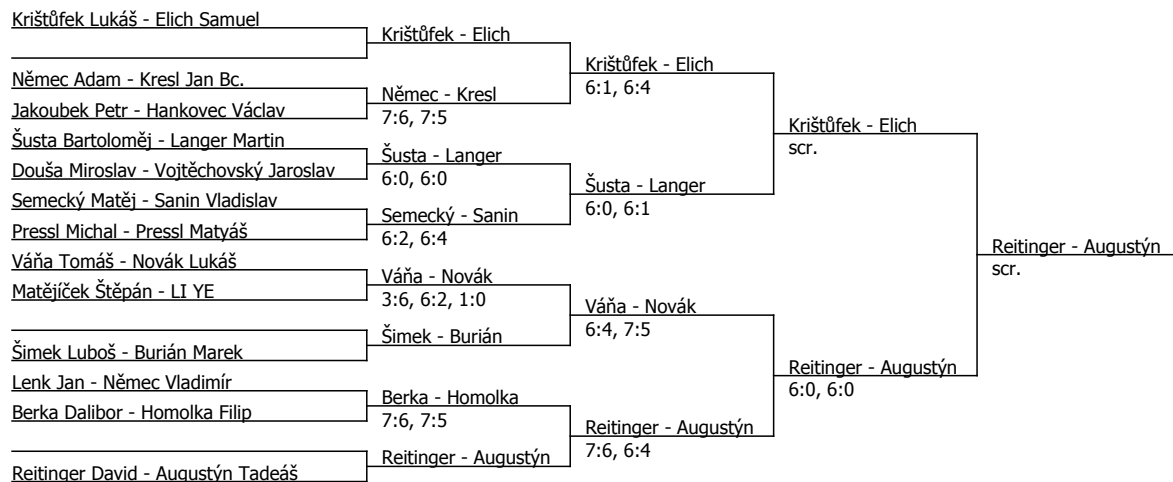 Krištůfek Lukáš - Elich Samuel
Krištůfek - Elich
Krištůfek - Elich
6:1, 6:4
Němec Adam - Kresl Jan Bc.
Němec - Kresl
7:6, 7:5
Jakoubek Petr - Hankovec Václav
Krištůfek - Elich
scr.
Šusta Bartoloměj - Langer Martin
Šusta - Langer
6:0, 6:0
Douša Miroslav - Vojtěchovský Jaroslav
Šusta - Langer
6:0, 6:1
Semecký Matěj - Sanin Vladislav
Semecký - Sanin
6:2, 6:4
Pressl Michal - Pressl Matyáš
Reitinger - Augustýn
scr.
Váňa Tomáš - Novák Lukáš
Váňa - Novák
3:6, 6:2, 1:0
Matějíček Štěpán - LI YE
Váňa - Novák
6:4, 7:5
Šimek - Burián
Šimek Luboš - Burián Marek
Reitinger - Augustýn
6:0, 6:0
Lenk Jan - Němec Vladimír
Berka - Homolka
7:6, 7:5
Berka Dalibor - Homolka Filip
Reitinger - Augustýn
7:6, 6:4
Reitinger - Augustýn
Reitinger David - Augustýn Tadeáš